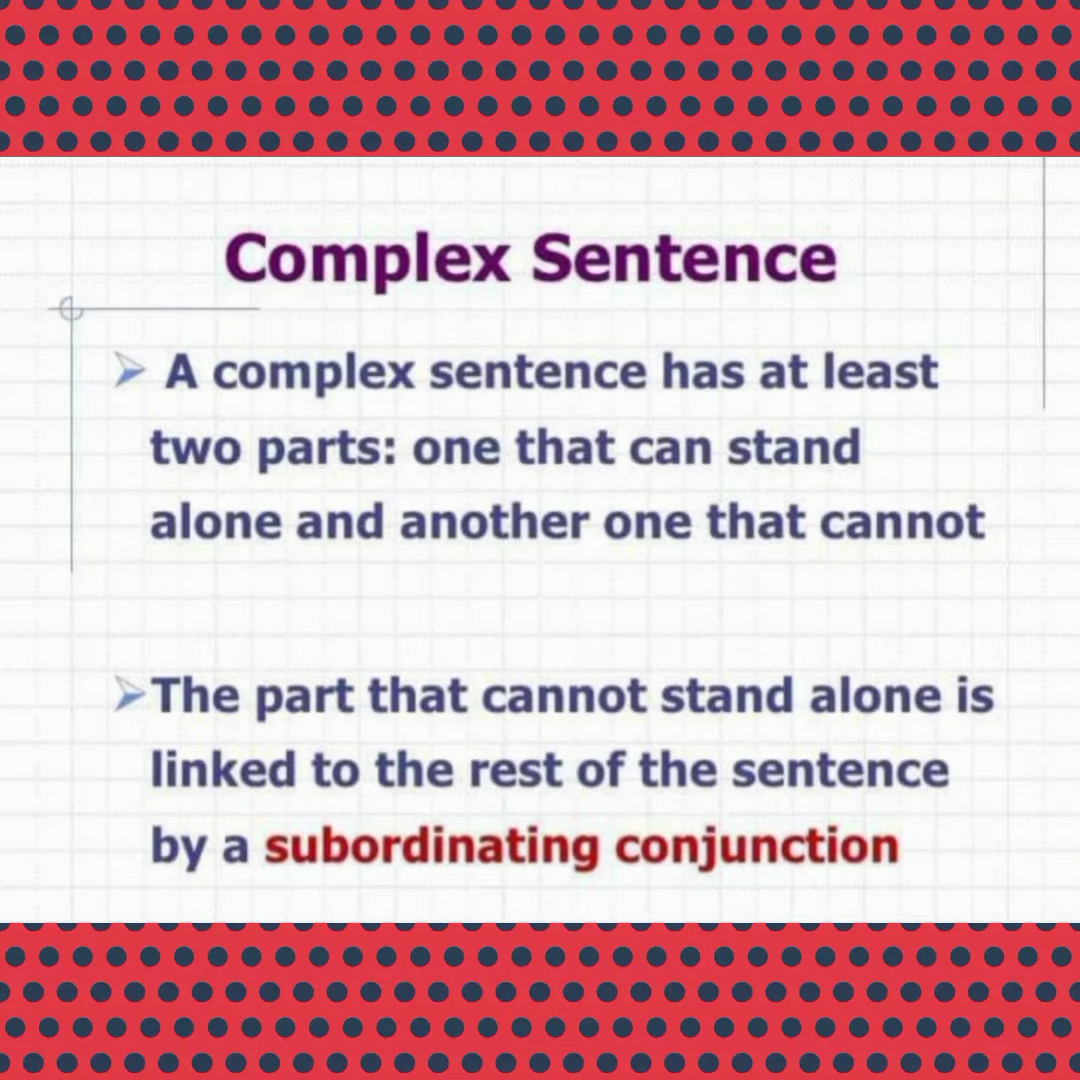 Complex Sentence
A complex sentence has at least
two parts: one that can stand
alone and another one that cannot
The part that cannot stand alone is
linked to the rest of the sentence
by a subordinating conjunction